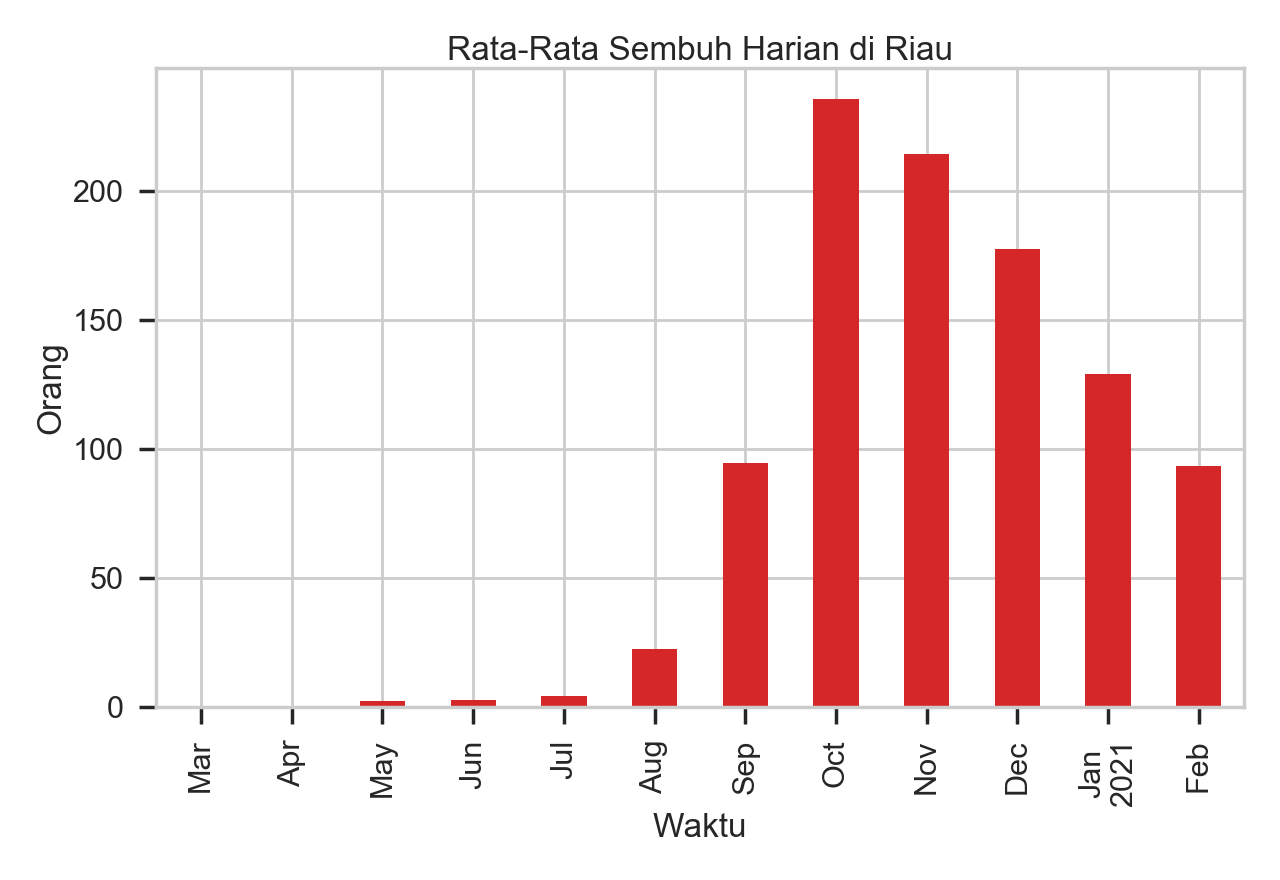 Rata-Rata Sembuh Harian di Riau
Orang
200
150
100
50
0
Mar
Apr
May
Jun
Jul
Aug
Sep
Oct
Nov
Dec
Jan
2021
Feb
Waktu